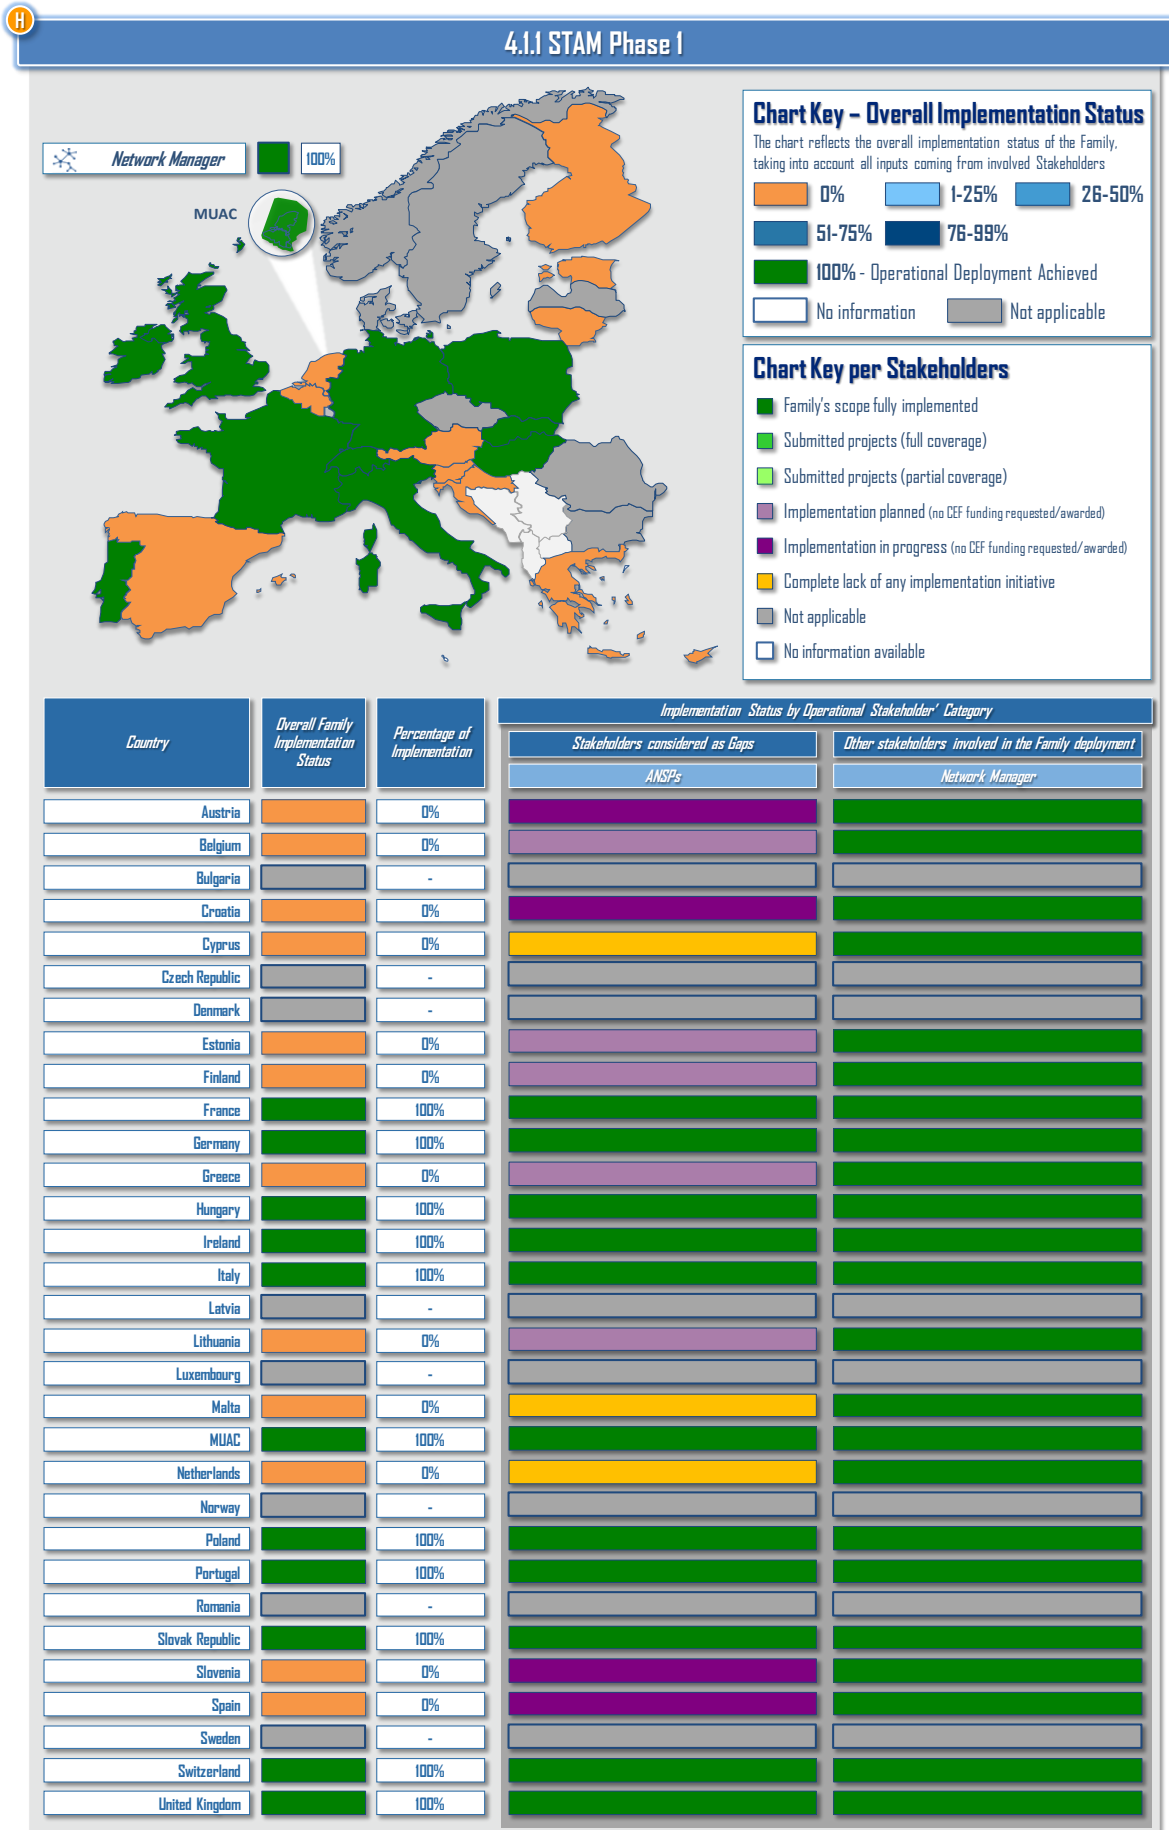 H
4.1.1 STAM Phase 1
Network Manager
100%
MUAC
Chart Key – Overall Implementation Status
The chart reflects the overall implementation status of the Family,
taking into account all inputs coming from involved Stakeholders
0%
1-25%
26-50%
51-75%
76-99%
100% - Operational Deployment Achieved
No information
Not applicable
Chart Key per Stakeholders
Family's scope fully implemented
Submitted projects (full coverage)
Submitted projects (partial coverage)
Implementation planned (no CEF funding requested/awarded)
Implementation in progress (no CEF funding requested/awarded)
Complete lack of any implementation initiative
Not applicable
No information available
Country
Overall Family
Implementation
Status
Percentage of
Implementation
Implementation Status by Operational Stakeholder' Category
Stakeholders considered as Gaps
Other stakeholders involved in the Family deployment
ANSPs
Network Manager
Austria 0%
Belgium 0%
Bulgaria -
Croatia 0%
Cyprus 0%
Czech Republic -
Denmark -
Estonia 0%
Finland 0%
France 100%
Germany 100%
Greece 0%
Hungary 100%
Ireland 100%
Italy 100%
Latvia -
Lithuania 0%
Luxembourg -
Malta 0%
MUAC 100%
Netherlands 0%
Norway -
Poland 100%
Portugal 100%
Romania -
Slovak Republic 100%
Slovenia 0%
Spain 0%
Sweden -
Switzerland 100%
United Kingdom 100%